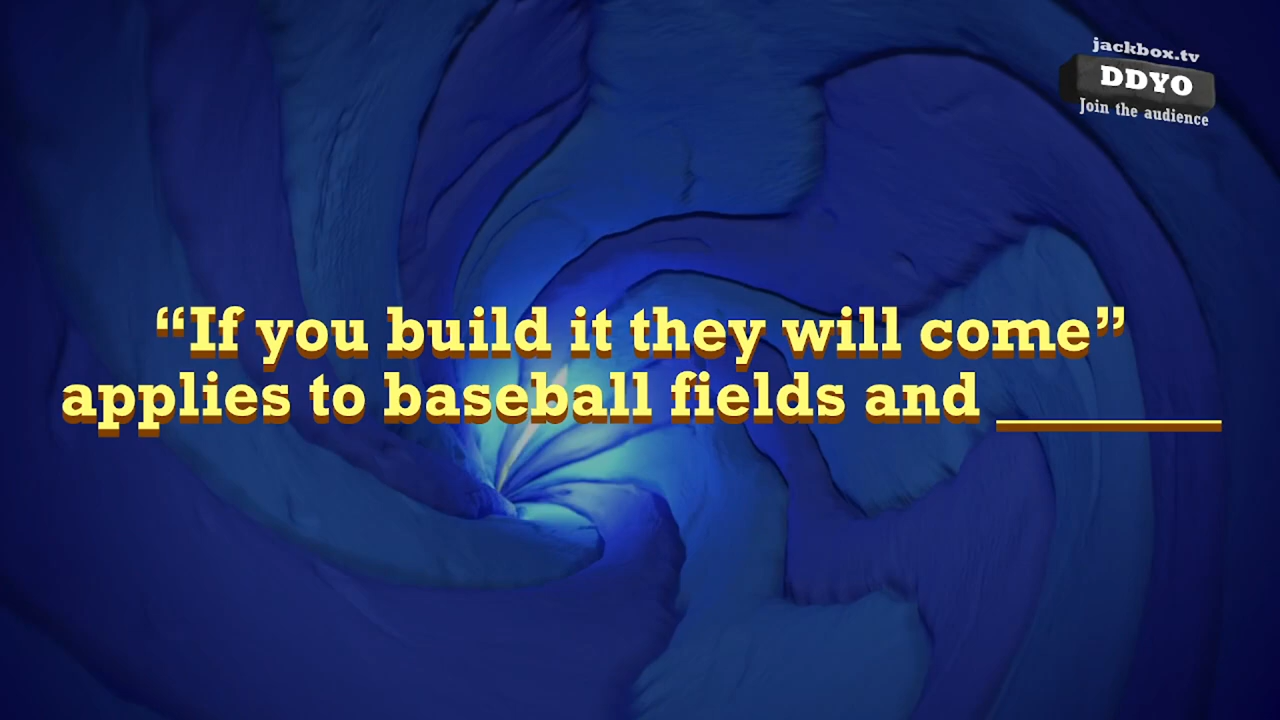 jackbox.tv
DDYO
Join the audience
“If you build it they will come”
applies to baseball fields and ________